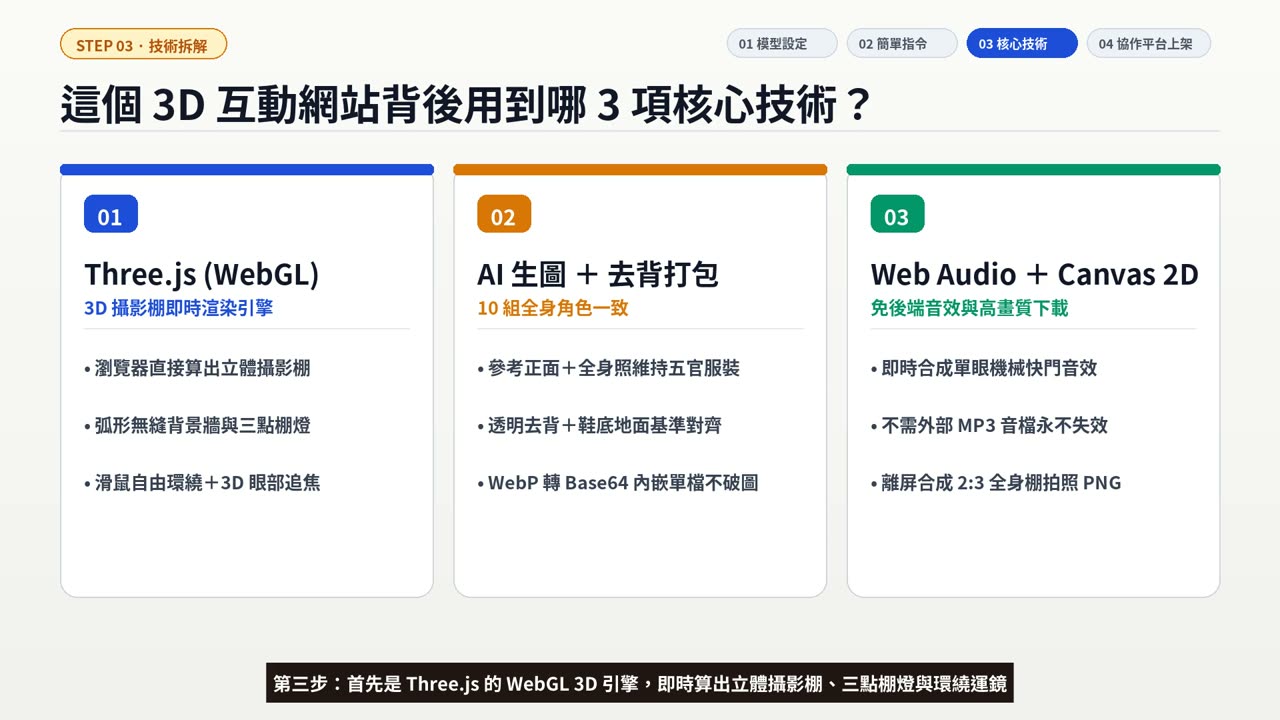 STEP 03 · 技術拆解
01 模型設定
02 簡單指令
03 核心技術
04 協作平台上架
這個 3D 互動網站背後用到哪 3 項核心技術？
01
Three.js (WebGL)
3D 攝影棚即時渲染引擎
• 瀏覽器直接算出立體攝影棚
• 弧形無縫背景牆與三點棚燈
• 滑鼠自由環繞＋3D 眼部追焦
02
AI 生圖 ＋ 去背打包
10 組全身角色一致
• 參考正面＋全身照維持五官服裝
• 透明去背＋鞋底地面基準對齊
• WebP 轉 Base64 內嵌單檔不破圖
03
Web Audio ＋ Canvas 2D
免後端音效與高畫質下載
• 即時合成單眼機械快門音效
• 不需外部 MP3 音檔永不失效
• 離屏合成 2:3 全身棚拍照 PNG
第三步：首先是 Three.js 的 WebGL 3D 引擎，即時算出立體攝影棚、三點棚燈與環繞運鏡